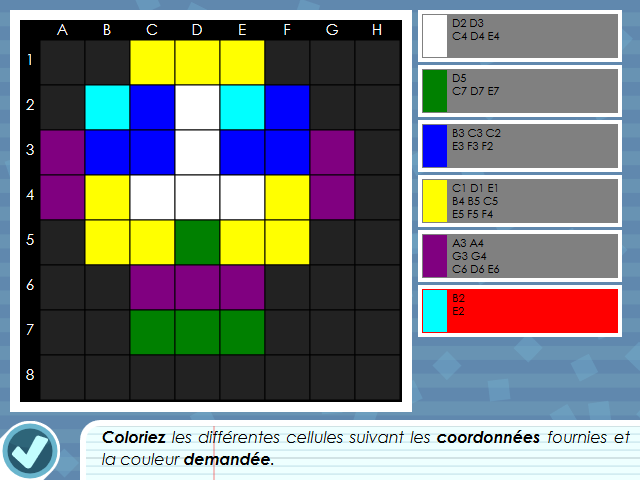 A B C D E F G H
1
2
3
4
5
6
7
8
D2 D3
C4 D4 E4
D5
C7 D7 E7
B3 C3 C2
E3 F3 F2
C1 D1 E1
B4 B5 C5
E5 F5 F4
A3 A4
G3 G4
C6 D6 E6
B2
E2
Coloriez les différentes cellules suivant les coordonnées fournies et
la couleur demandée.